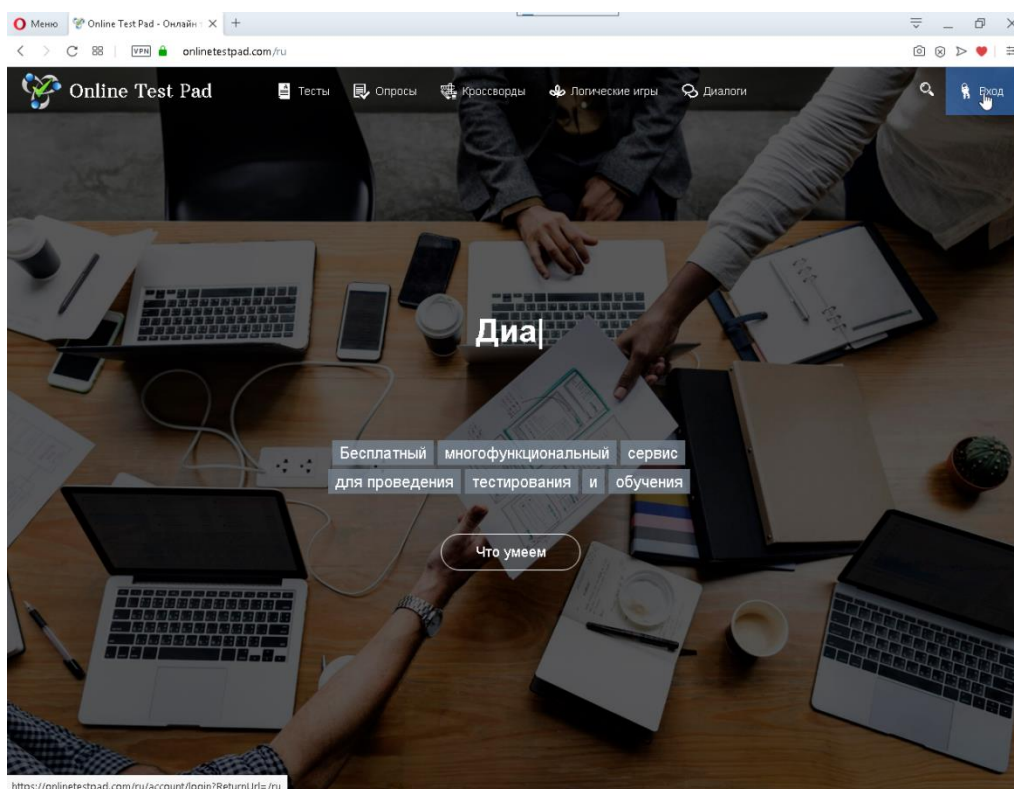 Меню
Online Test Pad - Онлайн т
VPN
onlinetestpad.com/ru
Online Test Pad
Тесты
Опросы
Кроссворды
Логические игры
Диалоги
Вход
Диа
Бесплатный многофункциональный сервис
для проведения тестирования и обучения
Что умеем
https://onlinetestpad.com/ru/account/login?ReturnUrl=/ru